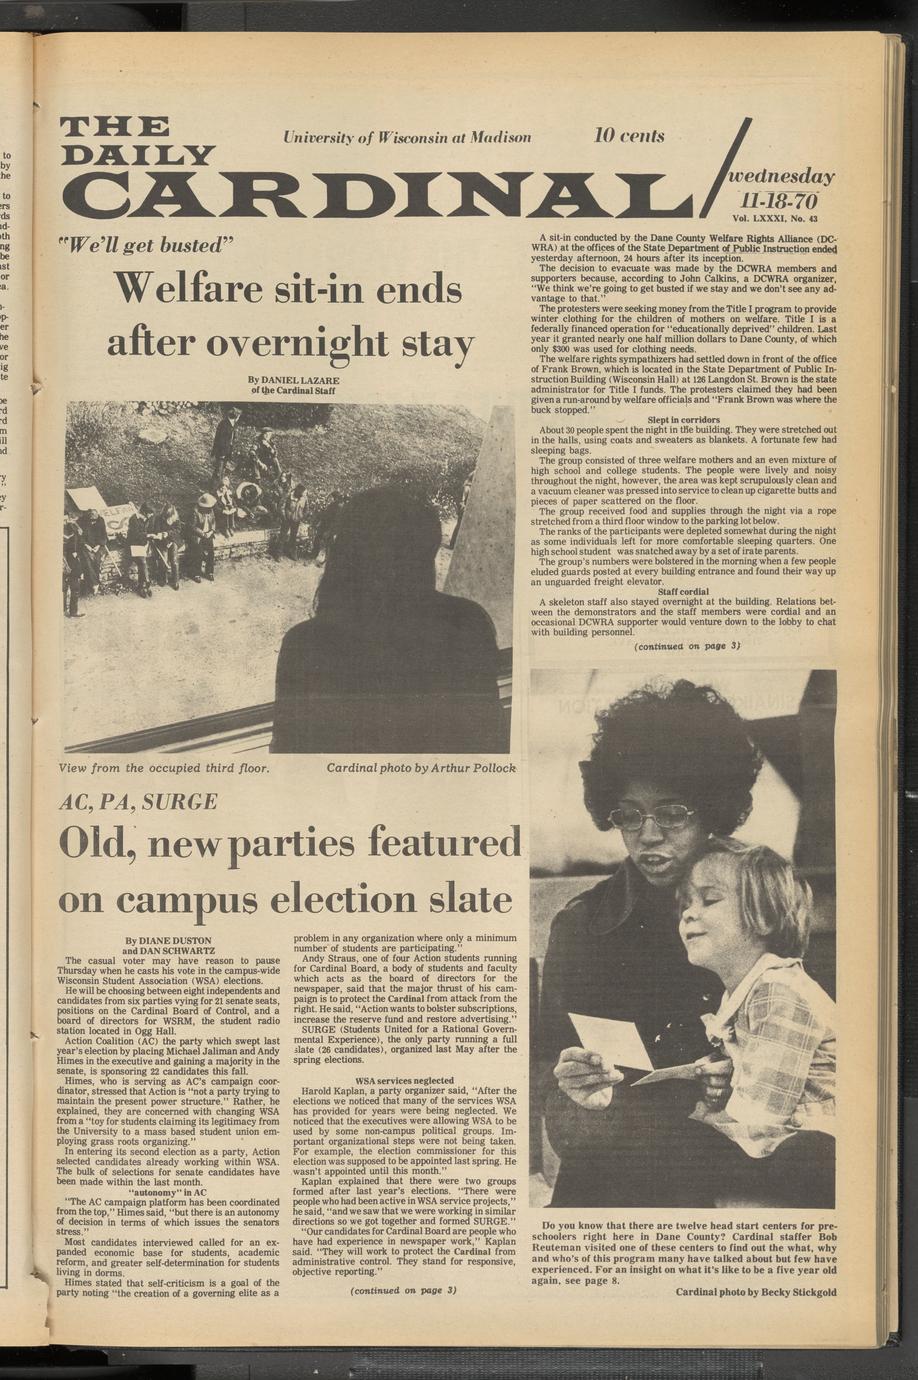 THE
DAILY
CARDINAL
University of Wisconsin at Madison
10 cents
wednesday
11-18-70
Vol. LXXXI, No. 43
"We'll get busted"
Welfare sit-in ends
after overnight stay
By DANIEL LAZARE
of the Cardinal Staff
View from the occupied third floor.
Cardinal photo by Arthur Pollock
A sit-in conducted by the Dane County Welfare Rights Alliance (DC-
WRA) at the offices of the State Department of Public Instruction ended
yesterday afternoon, 24 hours after its inception.
The decision to evacuate was made by the DCWRA members and
supporters because, according to John Calkins, a DCWRA organizer,
"We think we're going to get busted if we stay and we don't see any ad-
vantage to that."
The protesters were seeking money from the Title I program to provide
winter clothing for the children of mothers on welfare. Title I is a
federally financed operation for "educationally deprived" children. Last
year it granted nearly one half million dollars to Dane County, of which
only $300 was used for clothing needs.
The welfare rights sympathizers had settled down in front of the office
of Frank Brown, which is located in the State Department of Public In-
struction Building (Wisconsin Hall) at 126 Langdon St. Brown is the state
administrator for Title I funds. The protesters claimed they had been
given a run-around by welfare officials and "Frank Brown was where the
buck stopped."
Slept in corridors
About 30 people spent the night in the building. They were stretched out
in the halls, using coats and sweaters as blankets. A fortunate few had
sleeping bags.
The group consisted of three welfare mothers and an even mixture of
high school and college students. The people were lively and noisy
throughout the night, however, the area was kept scrupulously clean and
a vacuum cleaner was pressed into service to clean up cigarette butts and
pieces of paper scattered on the floor.
The group received food and supplies through the night via a rope
stretched from a third floor window to the parking lot below.
The ranks of the participants were depleted somewhat during the night
as some individuals left for more comfortable sleeping quarters. One
high school student was snatched away by a set of irate parents.
The group's numbers were bolstered in the morning when a few people
eluded guards posted at every building entrance and found their way up
an unguarded freight elevator.
Staff cordial
A skeleton staff also stayed overnight at the building. Relations bet-
ween the demonstrators and the staff members were cordial and an
occasional DCWRA supporter would venture down to the lobby to chat
with building personnel.
(continued on page 3)
AC, PA, SURGE
Old, new parties featured
on campus election slate
By DIANE DUSTON
and DAN SCHWARTZ
The casual voter may have reason to pause
Thursday when he casts his vote in the campus-wide
Wisconsin Student Association (WSA) elections.
He will be choosing between eight independents and
candidates from six parties vying for 21 senate seats,
positions on the Cardinal Board of Control, and a
board of directors for WSRM, the student radio
station located in Ogg Hall.
Action Coalition (AC) the party which swept last
year's election by placing Michael Jaliman and Andy
Himes in the executive and gaining a majority in the
senate, is sponsoring 22 candidates this fall.
Himes, who is serving as AC's campaign coor-
dinator, stressed that Action is "not a party trying to
maintain the present power structure." Rather, he
explained, they are concerned with changing WSA
from a "toy for students claiming its legitimacy from
the University to a mass based student union em-
ploying grass roots organizing."
In entering its second election as a party, Action
selected candidates already working within WSA.
The bulk of selections for senate candidates have
been made within the last month.
"autonomy" in AC
"The AC campaign platform has been coordinated
from the top," Himes said, "but there is an autonomy
of decision in terms of which issues the senators
stress."
Most candidates interviewed called for an ex-
panded economic base for students, academic
reform, and greater self-determination for students
living in dorms.
Himes stated that self-criticism is a goal of the
party noting "the creation of a governing elite as a
problem in any organization where only a minimum
number of students are participating."
Andy Straus, one of four Action students running
for Cardinal Board, a body of students and faculty
which acts as the board of directors for the
newspaper, said that the major thrust of his cam-
paign is to protect the Cardinal from attack from the
right. He said, "Action wants to bolster subscriptions,
increase the reserve fund and restore advertising."
SURGE (Students United for a Rational Govern-
mental Experience), the only party running a full
slate (26 candidates), organized last May after the
spring elections.
WSA services neglected
Harold Kaplan, a party organizer said, "After the
elections we noticed that many of the services WSA
has provided for years were being neglected. We
noticed that the executives were allowing WSA to be
used by some non-campus political groups. Im-
portant organizational steps were not being taken.
For example, the election commissioner for this
election was supposed to be appointed last spring. He
wasn't appointed until this month."
Kaplan explained that there were two groups
formed after last year's elections. "There were
people who had been active in WSA service projects,"
he said, "and we saw that we were working in similar
directions so we got together and formed SURGE."
"Our candidates for Cardinal Board are people who
have had experience in newspaper work," Kaplan
said. "They will work to protect the Cardinal from
administrative control. They stand for responsive,
objective reporting."
(continued on page 3)
Do you know that there are twelve head start centers for pre-
schoolers right here in Dane County? Cardinal staffer Bob
Reuteman visited one of these centers to find out the what, why
and who's of this program many have talked about but few have
experienced. For an insight on what it's like to be a five year old
again, see page 8.
Cardinal photo by Becky Stickgold